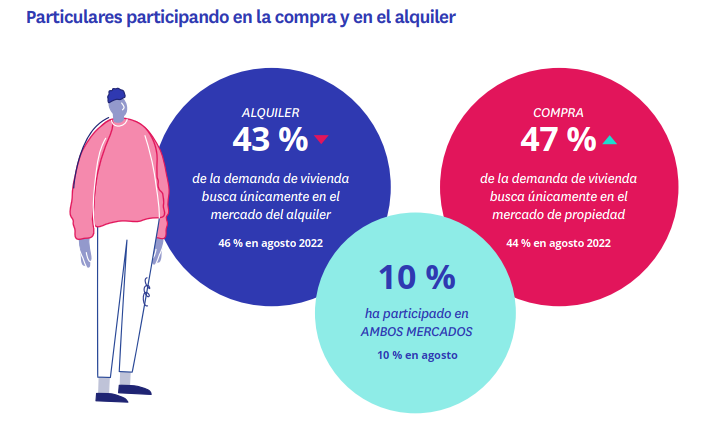 Particulares participando en la compra y en el alquiler
ALQUILER
43 %
de la demanda de vivienda
busca únicamente en el
mercado del alquiler
46 % en agosto 2022
COMPRA
47 %
de la demanda de vivienda
busca únicamente en el
mercado de propiedad
44 % en agosto 2022
10 %
ha participado en
AMBOS MERCADOS
10 % en agosto